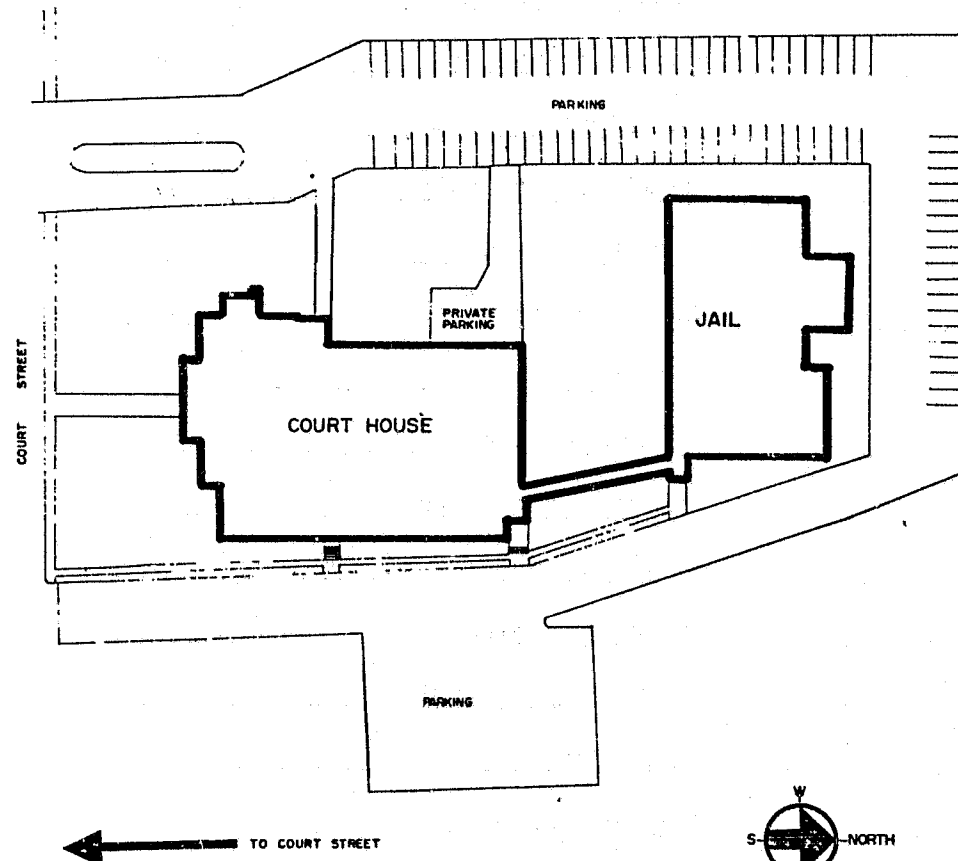 PARKING
PRIVATE
PARKING
JAIL
COURT HOUSE
COURT STREET
PARKING
TO COURT STREET
W
S
NORTH